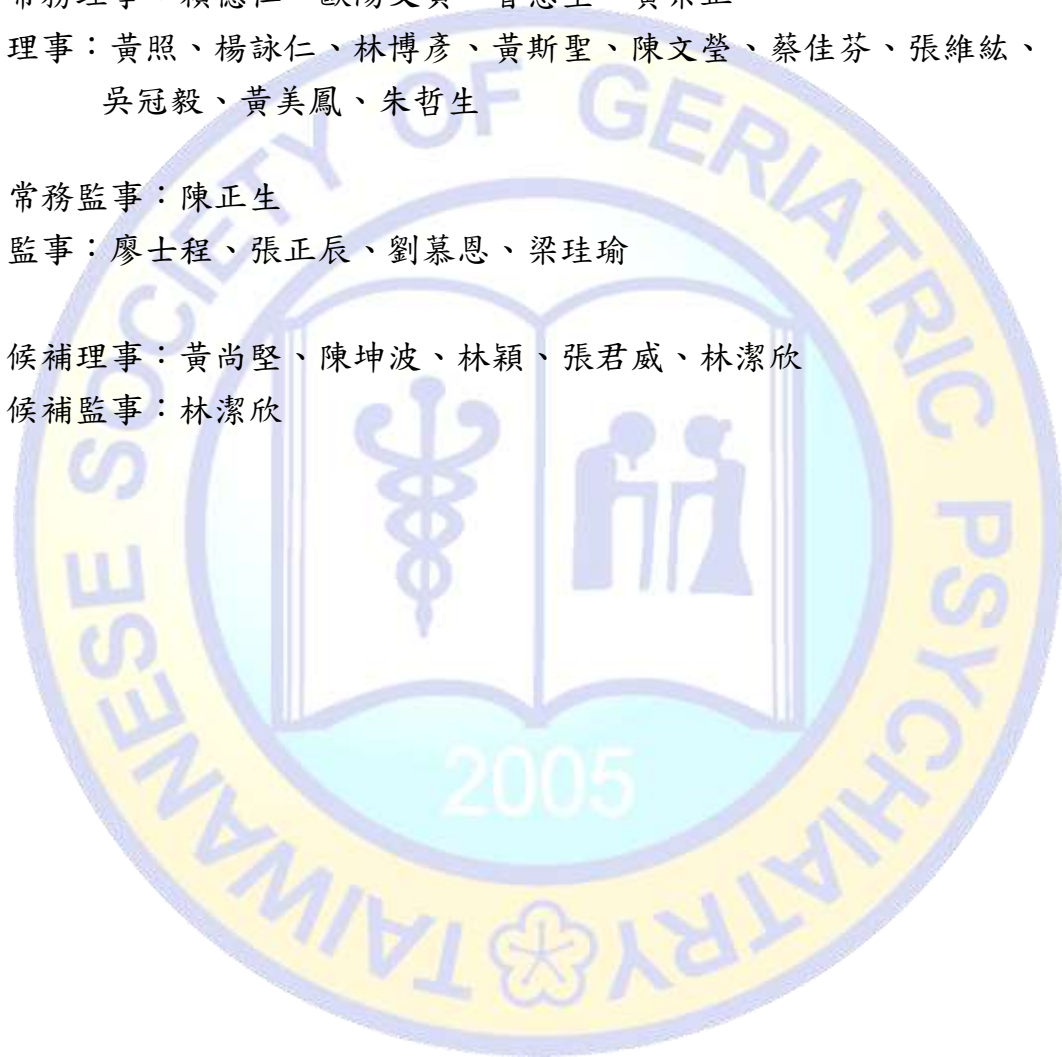 理事：黃照、楊詠仁、林博彥、黃斯聖、陳文瑩、蔡佳芬、張維紘、
吳冠毅、黃美鳳、朱哲生
常務監事：陳正生
監事：廖士程、張正辰、劉慕恩、梁珪瑜
候補理事：黃尚堅、陳坤波、林穎、張君威、林潔欣
候補監事：林潔欣
TAIWANESE SOCIETY OF GERIATRIC PSYCHIATRY
2005